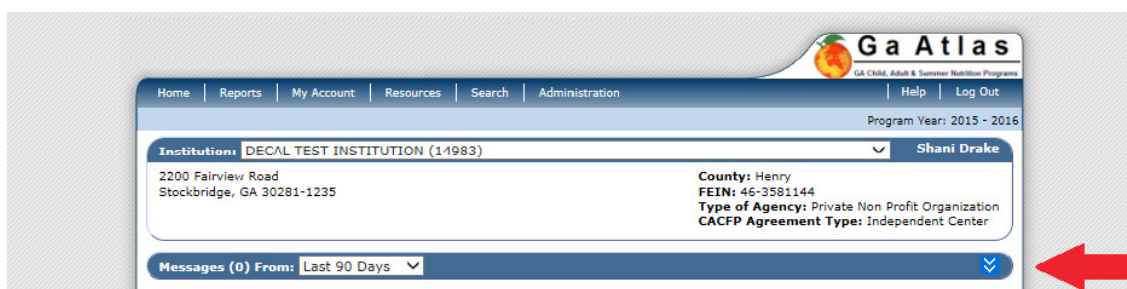 Ga Atlas
GA Child, Adult & Summer Nutrition Programs
Home | Reports | My Account | Resources | Search | Administration | Help | Log Out
Program Year: 2015 - 2016
Institution: DECAL TEST INSTITUTION (14983) Shani Drake
2200 Fairview Road County: Henry
Stockbridge, GA 30281-1235 FEIN: 46-3581144
Type of Agency: Private Non Profit Organization
CACFP Agreement Type: Independent Center
Messages (0) From: Last 90 Days